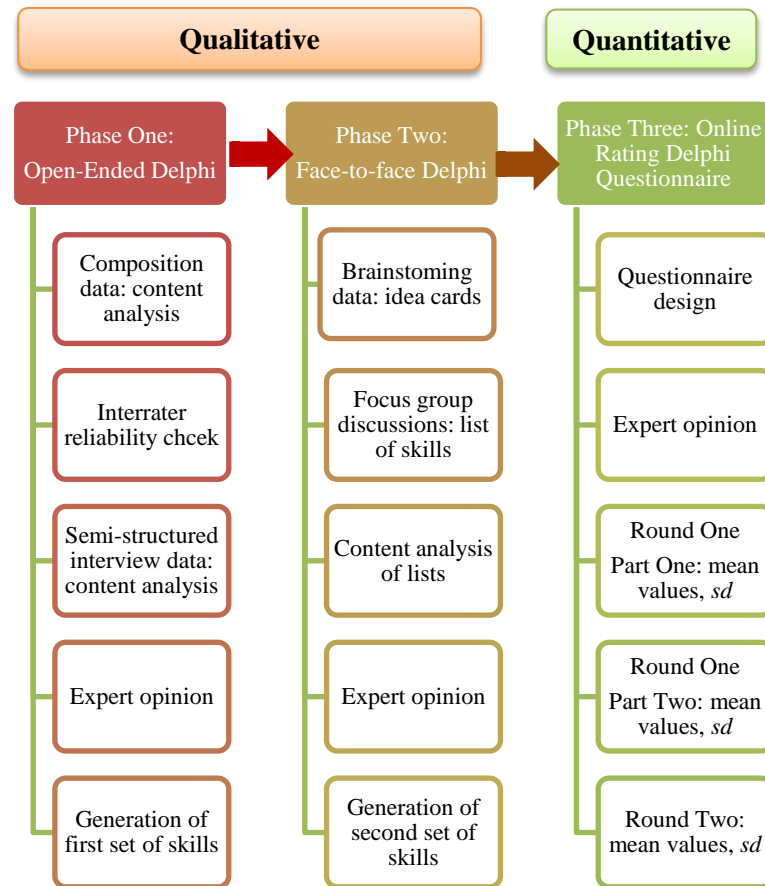 Qualitative
Quantitative
Phase One:
Open-Ended Delphi
Phase Two:
Face-to-face Delphi
Phase Three: Online
Rating Delphi
Questionnaire
Composition
data: content
analysis
Interrater
reliability chcek
Semi-structured
interview data:
content analysis
Expert opinion
Generation of
first set of skills
Brainstoming
data: idea cards
Focus group
discussions: list
of skills
Content analysis
of lists
Expert opinion
Generation of
second set of
skills
Questionnaire
design
Expert opinion
Round One
Part One: mean
values, sd
Round One
Part Two: mean
values, sd
Round Two:
mean values, sd